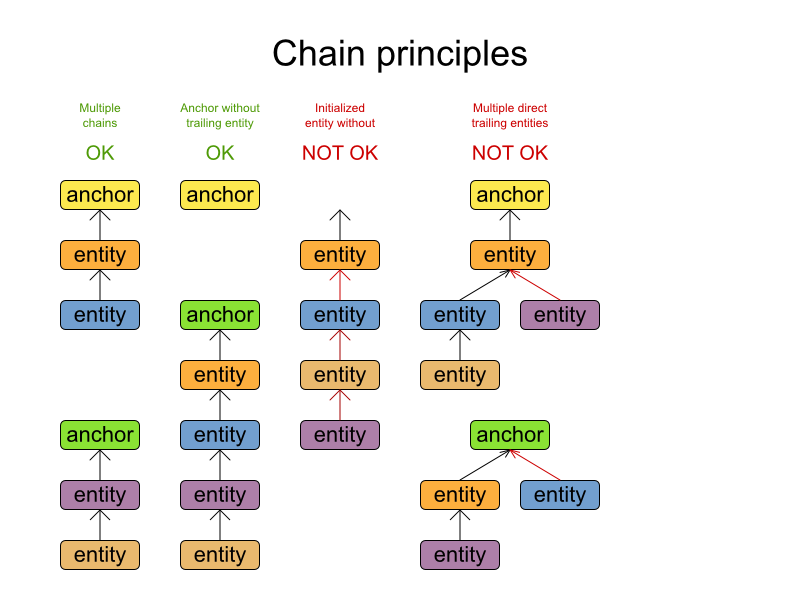 Chain principles
Multiple
chains
OK
anchor
entity
entity
anchor
entity
entity
Anchor without
trailing entity
OK
anchor
anchor
entity
entity
entity
entity
Initialized
entity without
NOT OK
entity
entity
entity
entity
Multiple direct
trailing entities
NOT OK
anchor
entity
entity
entity
entity
anchor
entity
entity
entity